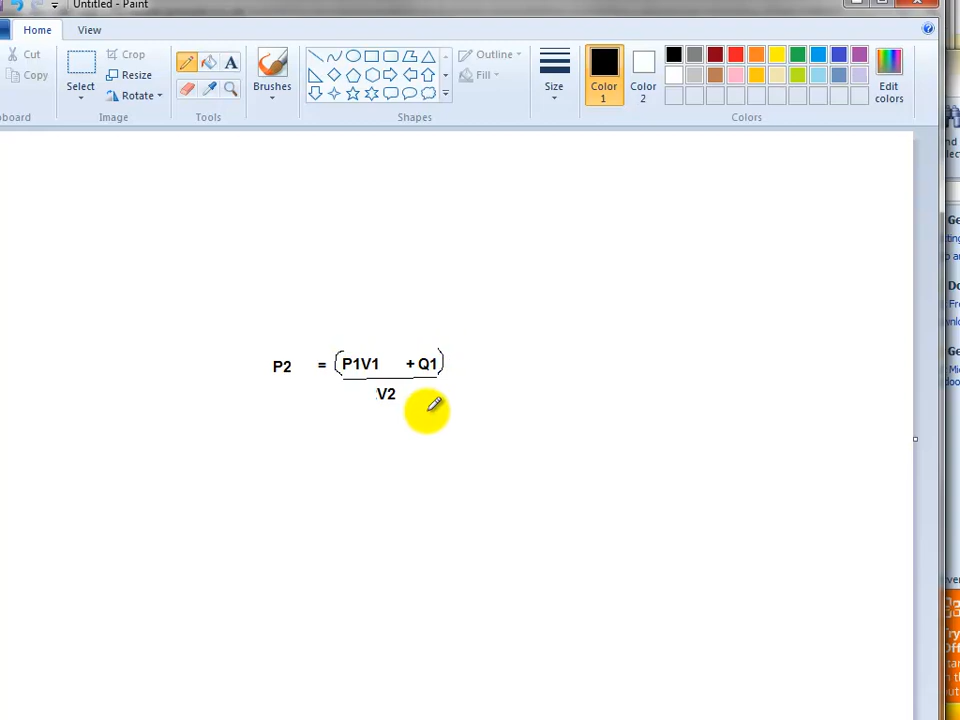 Untitled - Paint
Home
View
Cut
Copy
Select
Crop
Resize
Rotate
Brushes
Outline
Fill
Size
Color 1
Color 2
Edit colors
Image
Tools
Shapes
Colors
P2 = (P1V1 + Q1)
V2